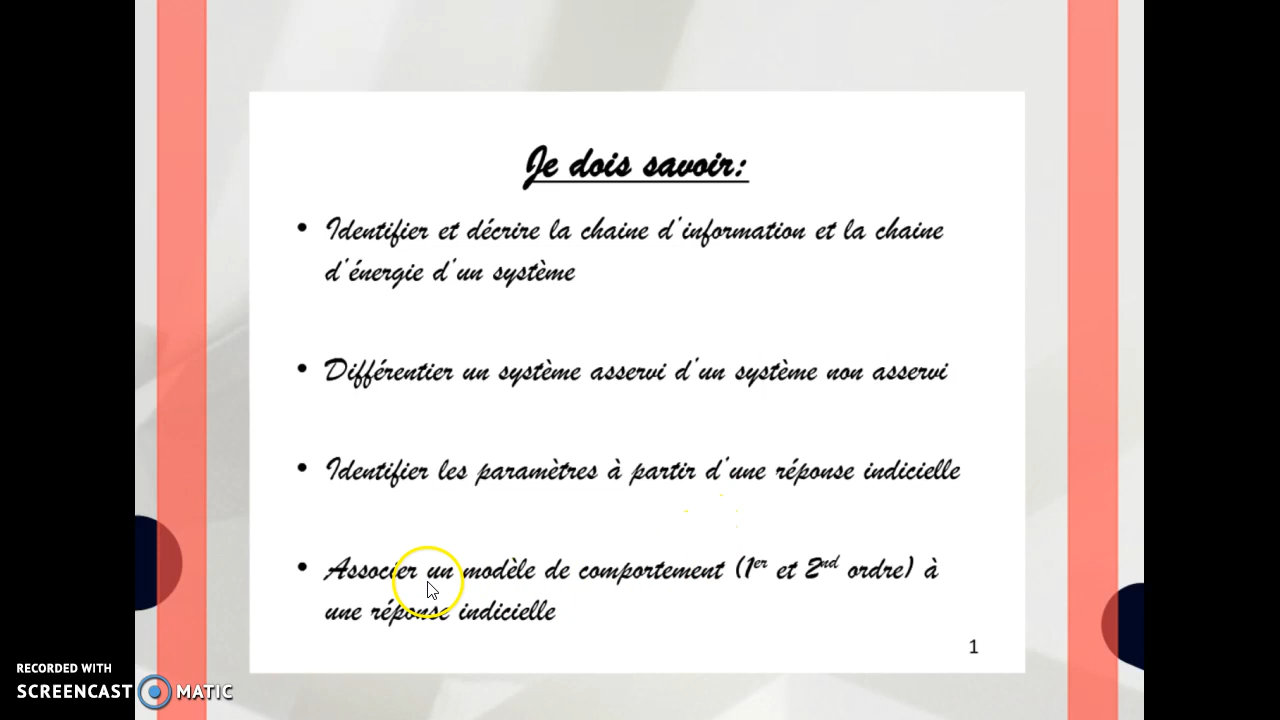 Je dois savoir:
• Identifier et décrire la chaine d'information et la chaine
d'énergie d'un système
• Différentier un système asservi d'un système non asservi
• Identifier les paramètres à partir d'une réponse indicielle
• Associer un modèle de comportement (1er et 2nd ordre) à
une réponse indicielle
1
RECORDED WITH
SCREENCAST MATIC